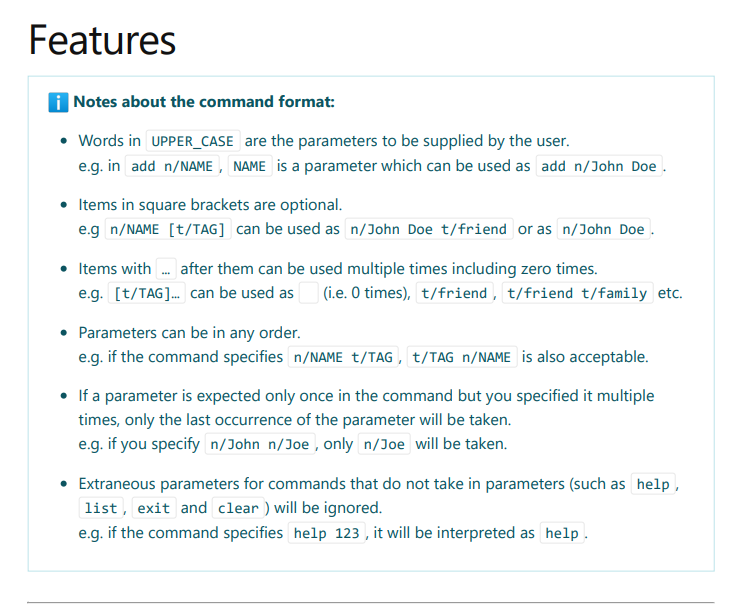 Features
Notes about the command format:
• Words in UPPER_CASE are the parameters to be supplied by the user.
e.g. in add n/NAME , NAME is a parameter which can be used as add n/John Doe .
• Items in square brackets are optional.
e.g n/NAME [t/TAG] can be used as n/John Doe t/friend or as n/John Doe .
• Items with … after them can be used multiple times including zero times.
e.g. [t/TAG]… can be used as   (i.e. 0 times), t/friend , t/friend t/family etc.
• Parameters can be in any order.
e.g. if the command specifies n/NAME t/TAG , t/TAG n/NAME is also acceptable.
• If a parameter is expected only once in the command but you specified it multiple
times, only the last occurrence of the parameter will be taken.
e.g. if you specify n/John n/Joe , only n/Joe will be taken.
• Extraneous parameters for commands that do not take in parameters (such as help ,
list , exit and clear ) will be ignored.
e.g. if the command specifies help 123 , it will be interpreted as help .